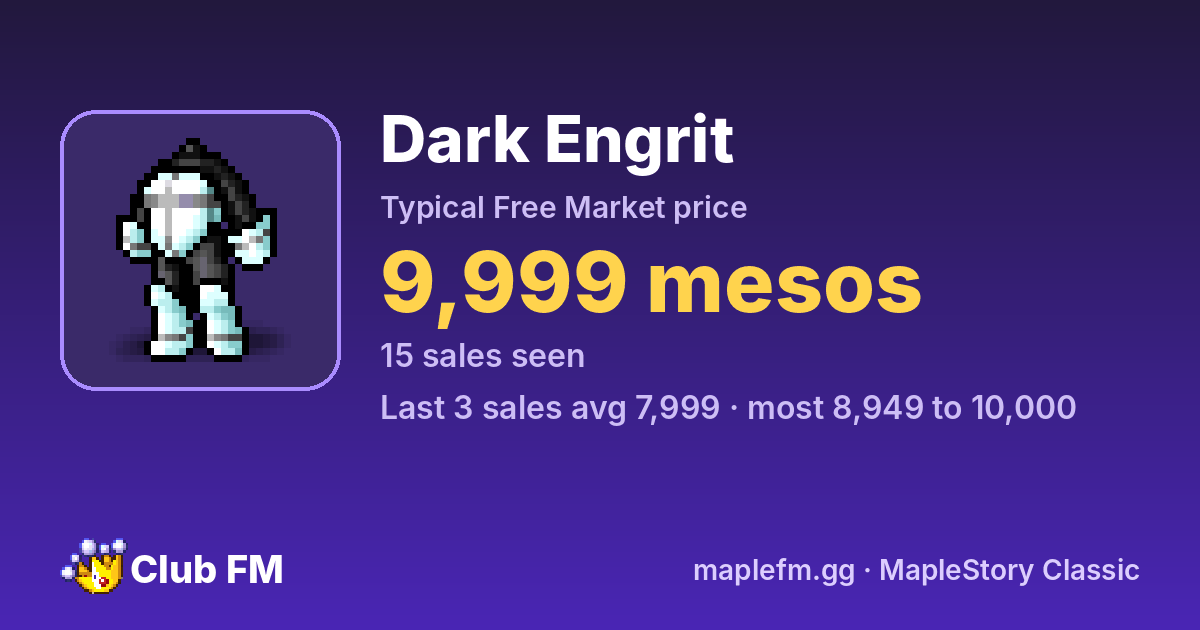 Dark Engrit
Typical Free Market price
9,999 mesos
15 sales seen
Last 3 sales avg 7,999 · most 8,949 to 10,000
Club FM
maplefm.gg · MapleStory Classic